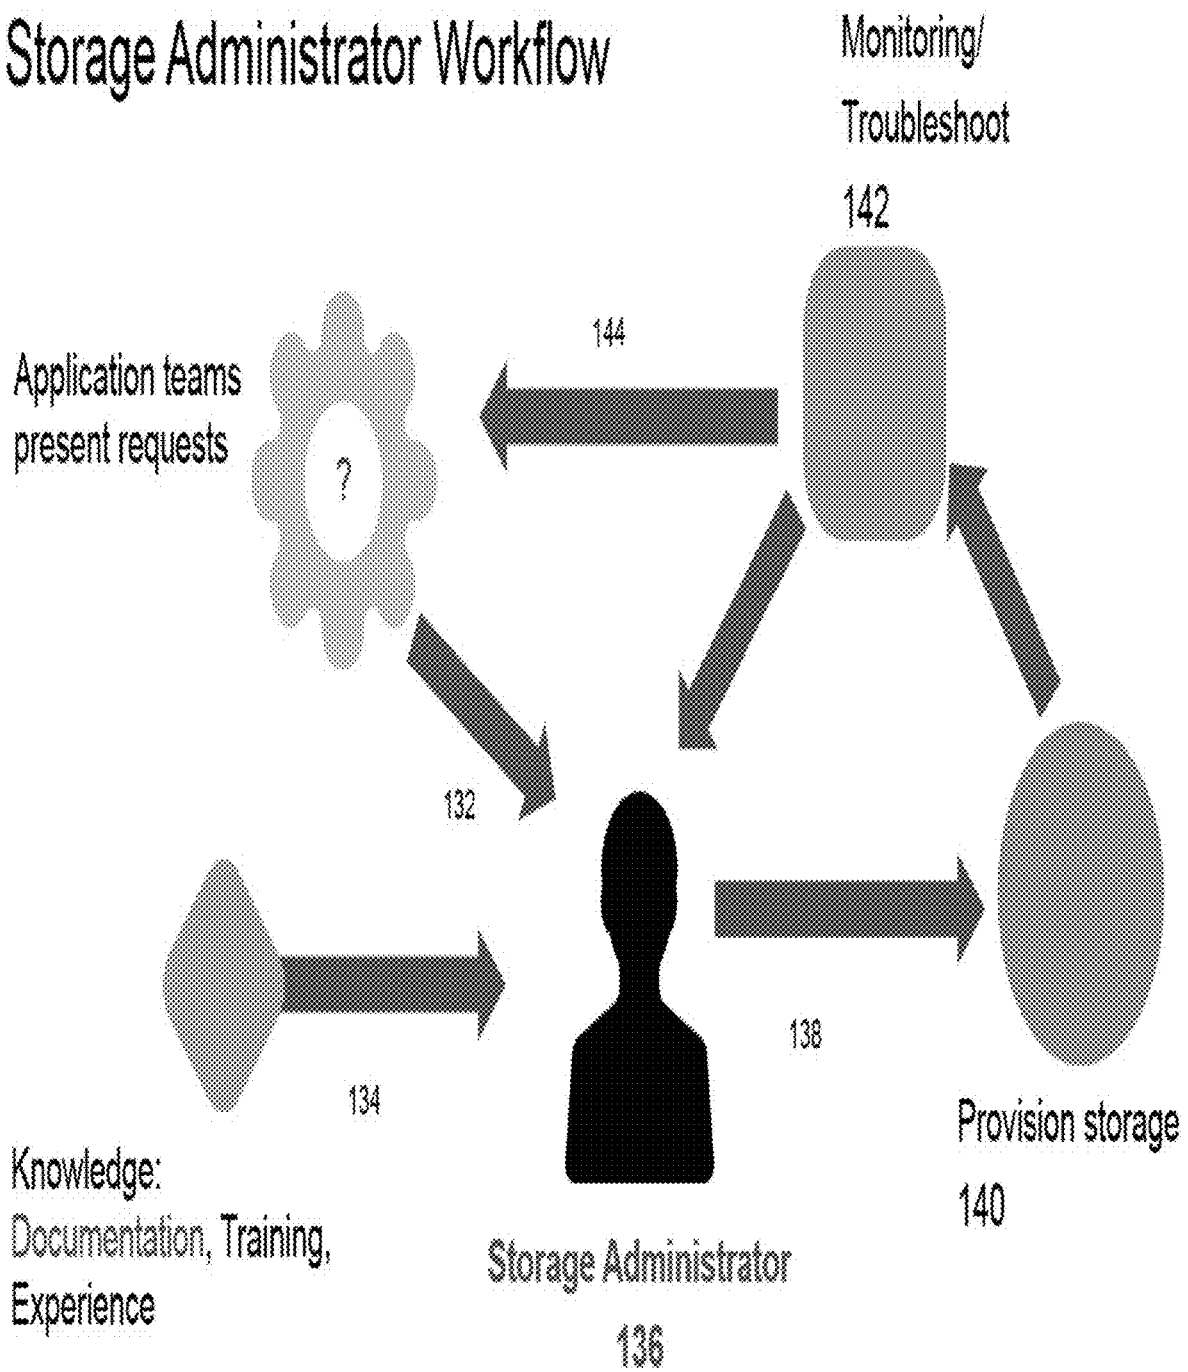 Storage Administrator Workflow
Monitoring/
Troubleshoot
142
144
Application teams
present requests
?
132
134
138
Knowledge:
Documentation, Training,
Experience
Storage Administrator
136
Provision storage
140